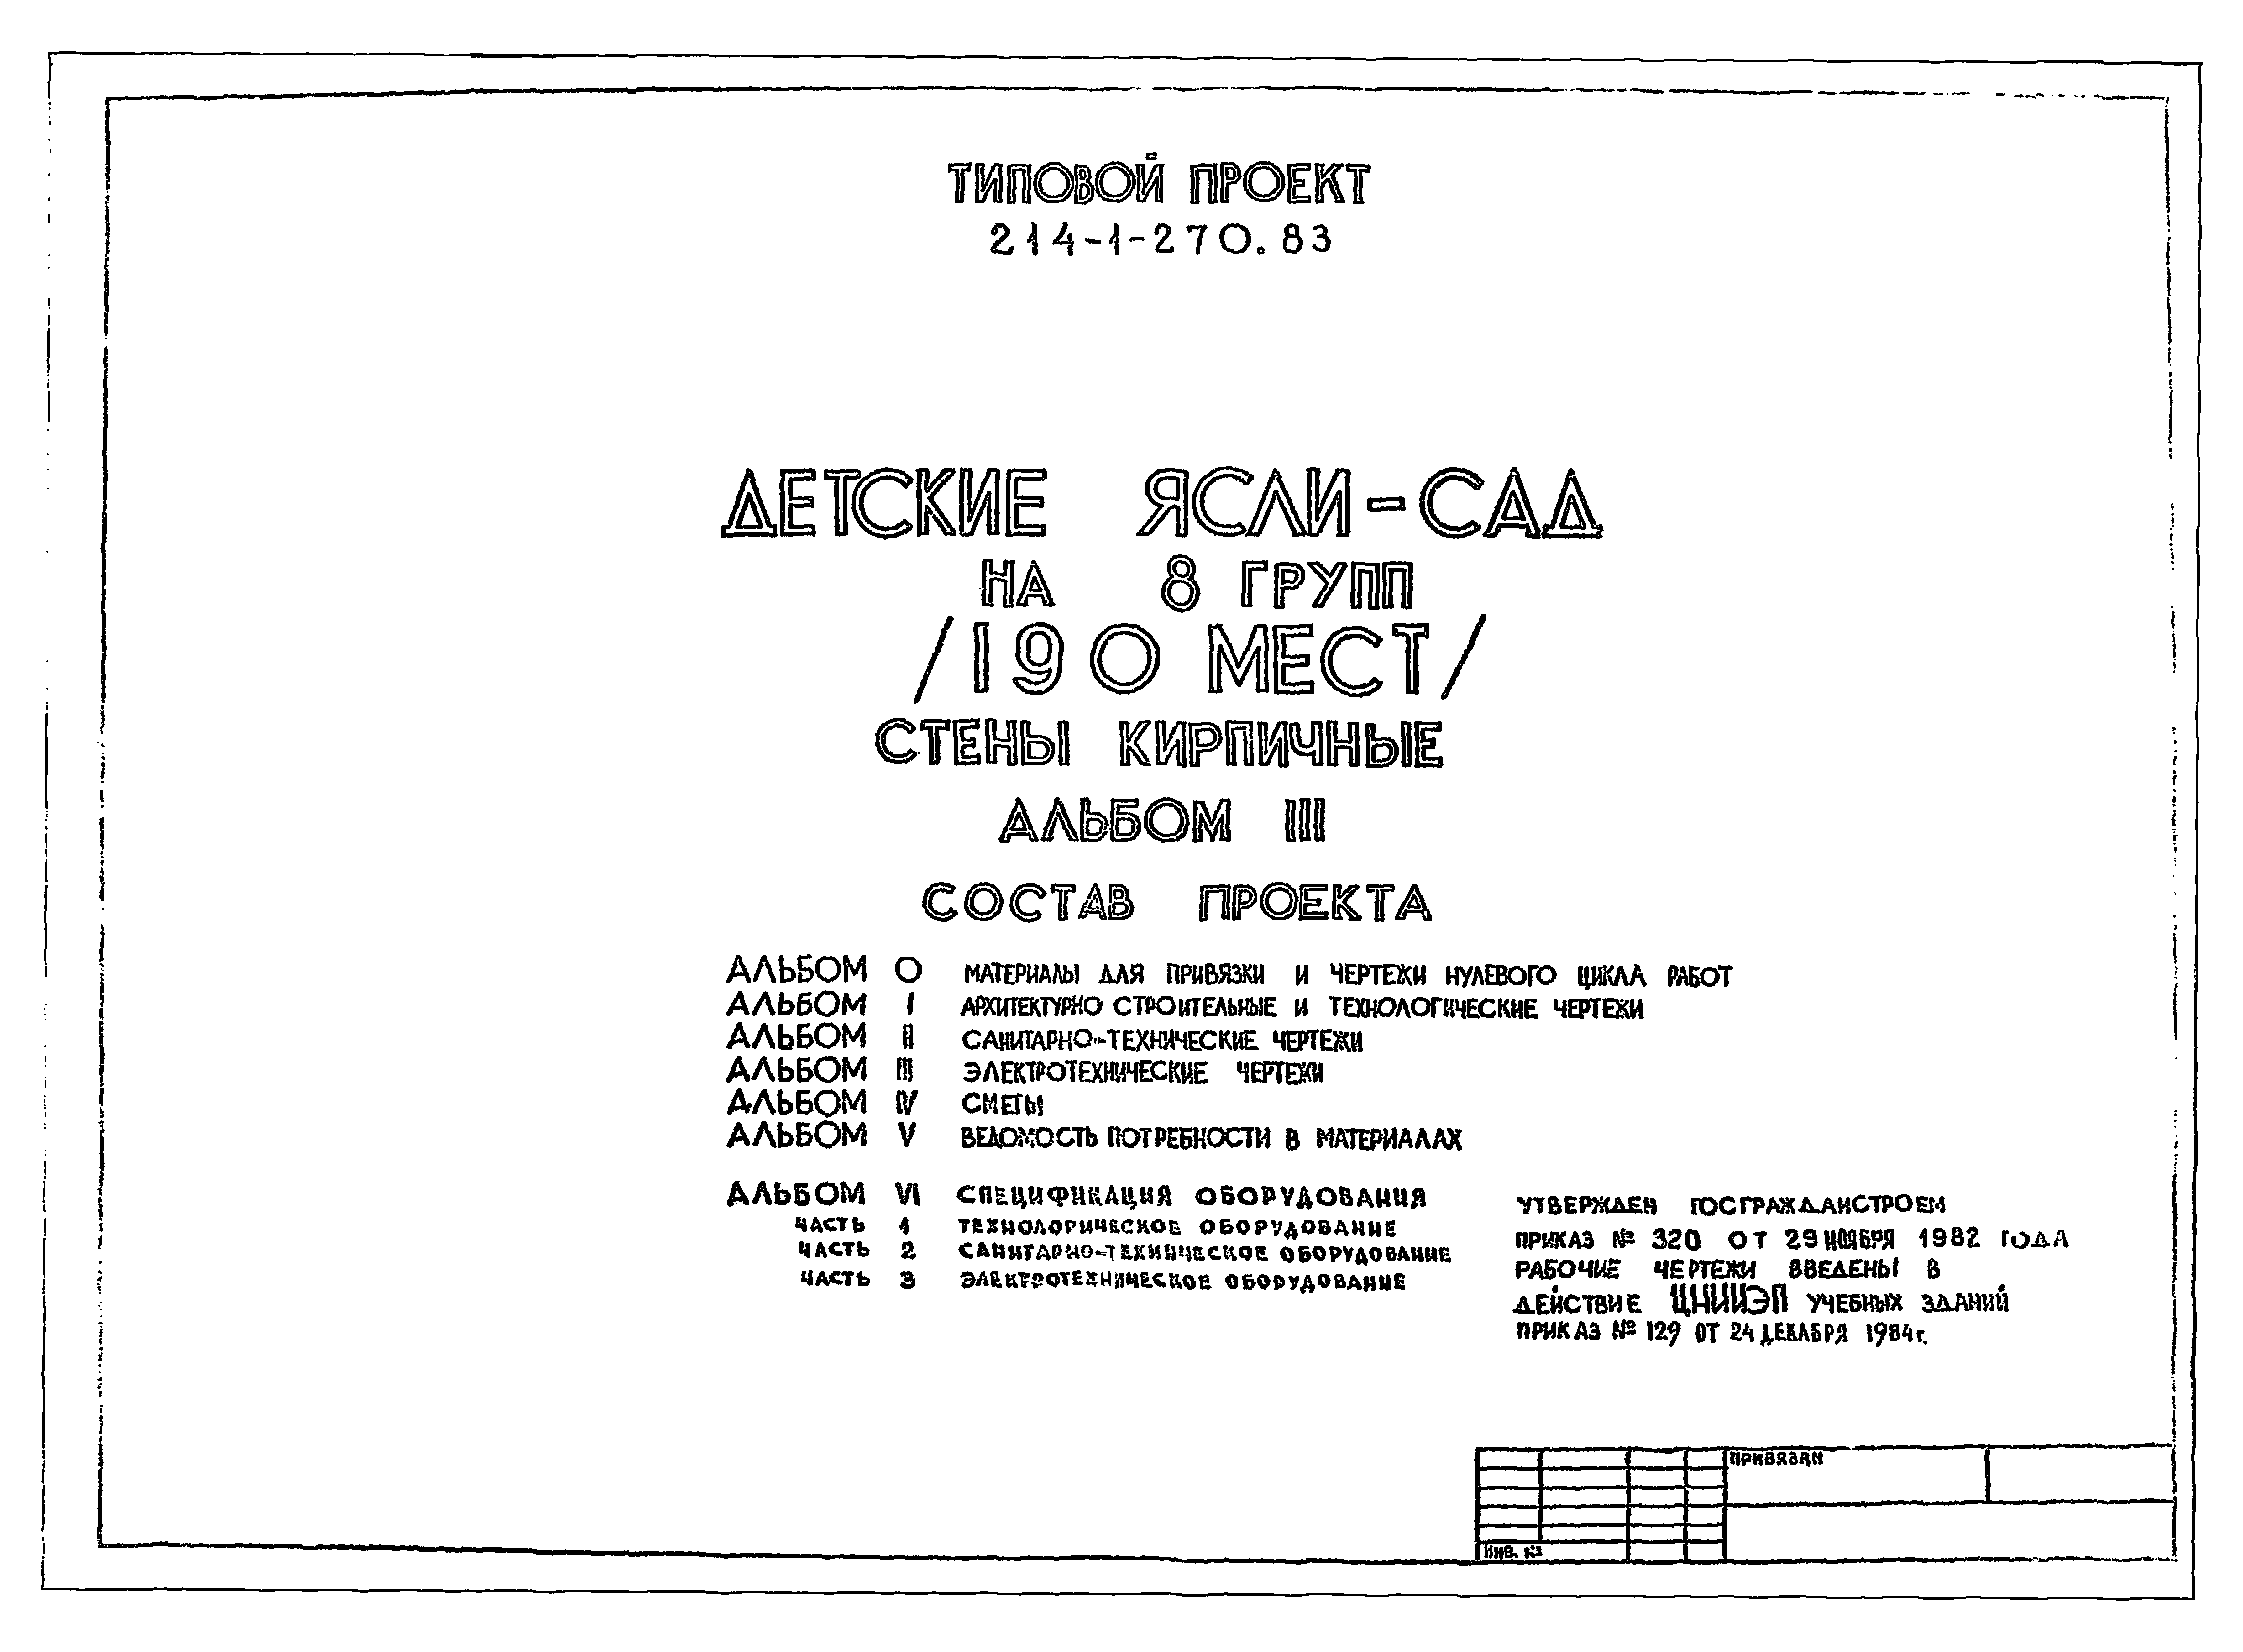 ТИПОВОЙ ПРОЕКТ
214-1-270.83
ДЕТСКИЕ ЯСЛИ-САД
НА 8 ГРУПП
/190 МЕСТ/
СТЕНЫ КИРПИЧНЫЕ
АЛЬБОМ III
СОСТАВ ПРОЕКТА
АЛЬБОМ 0 МАТЕРИАЛЫ ДЛЯ ПРИВЯЗКИ И ЧЕРТЕЖИ НУЛЕВОГО ЦИКЛА РАБОТ
АЛЬБОМ I АРХИТЕКТУРНО СТРОИТЕЛЬНЫЕ И ТЕХНОЛОГИЧЕСКИЕ ЧЕРТЕЖИ
АЛЬБОМ II САНИТАРНО-ТЕХНИЧЕСКИЕ ЧЕРТЕЖИ
АЛЬБОМ III ЭЛЕКТРОТЕХНИЧЕСКИЕ ЧЕРТЕЖИ
АЛЬБОМ IV СМЕТЫ
АЛЬБОМ V ВЕДОМОСТЬ ПОТРЕБНОСТИ В МАТЕРИАЛАХ
АЛЬБОМ VI СПЕЦИФИКАЦИЯ ОБОРУДОВАНИЯ
ЧАСТЬ 1 ТЕХНОЛОГИЧЕСКОЕ ОБОРУДОВАНИЕ
ЧАСТЬ 2 САНИТАРНО-ТЕХНИЧЕСКОЕ ОБОРУДОВАНИЕ
ЧАСТЬ 3 ЭЛЕКТРОТЕХНИЧЕСКОЕ ОБОРУДОВАНИЕ
УТВЕРЖДЕН ГОСГРАЖДАНСТРОЕМ
ПРИКАЗ № 320 ОТ 29 НОЯБРЯ 1982 ГОДА
РАБОЧИЕ ЧЕРТЕЖИ ВВЕДЕНЫ В
ДЕЙСТВИЕ ЦНИИЭП УЧЕБНЫХ ЗДАНИЙ
ПРИКАЗ № 129 ОТ 24 ДЕКАБРЯ 1984 г.
ПРИВЯЗАН
ИНВ. №